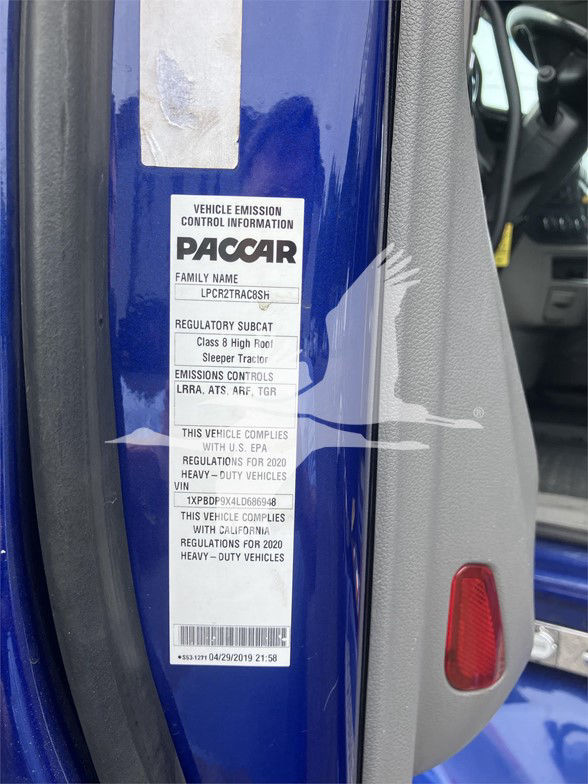 VEHICLE EMISSION
CONTROL INFORMATION
PACCAR
FAMILY NAME
LPCR2TRAC8SH
REGULATORY SUBCAT
Class 8 High Roof
Sleeper Tractor
EMISSIONS CONTROLS
LRRA, ATS, ARF, TGR
THIS VEHICLE COMPLIES
WITH U.S. EPA
REGULATIONS FOR 2020
HEAVY-DUTY VEHICLES
VIN
1XPBDP9X4LD686948
THIS VEHICLE COMPLIES
WITH CALIFORNIA
REGULATIONS FOR 2020
HEAVY-DUTY VEHICLES
•S53-1271 04/29/2019 21:58
®